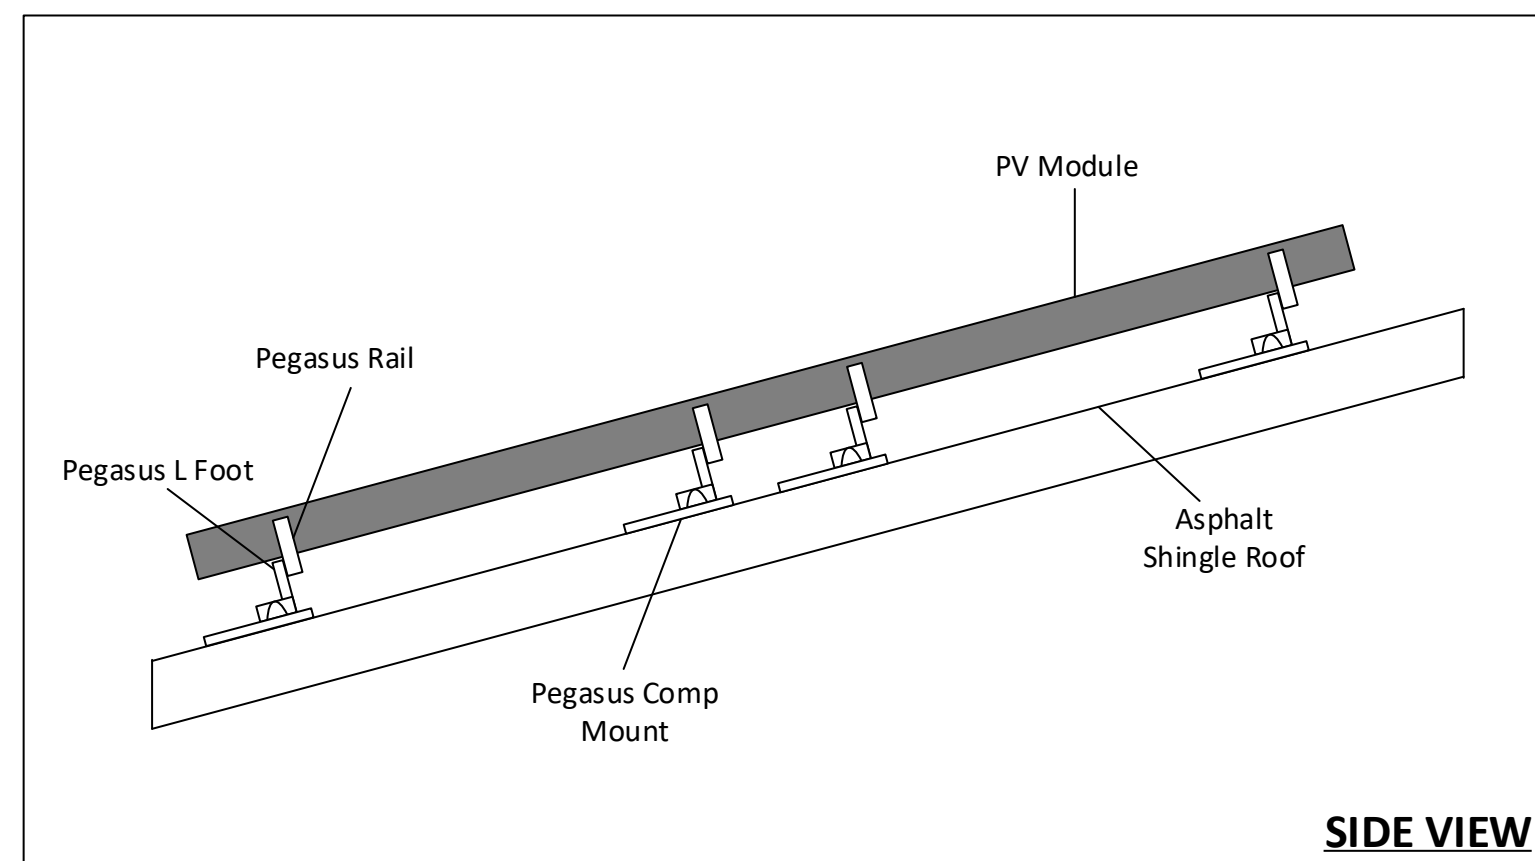 PV Module
Pegasus Rail
Pegasus L Foot
Asphalt
Shingle Roof
Pegasus Comp
Mount
SIDE VIEW